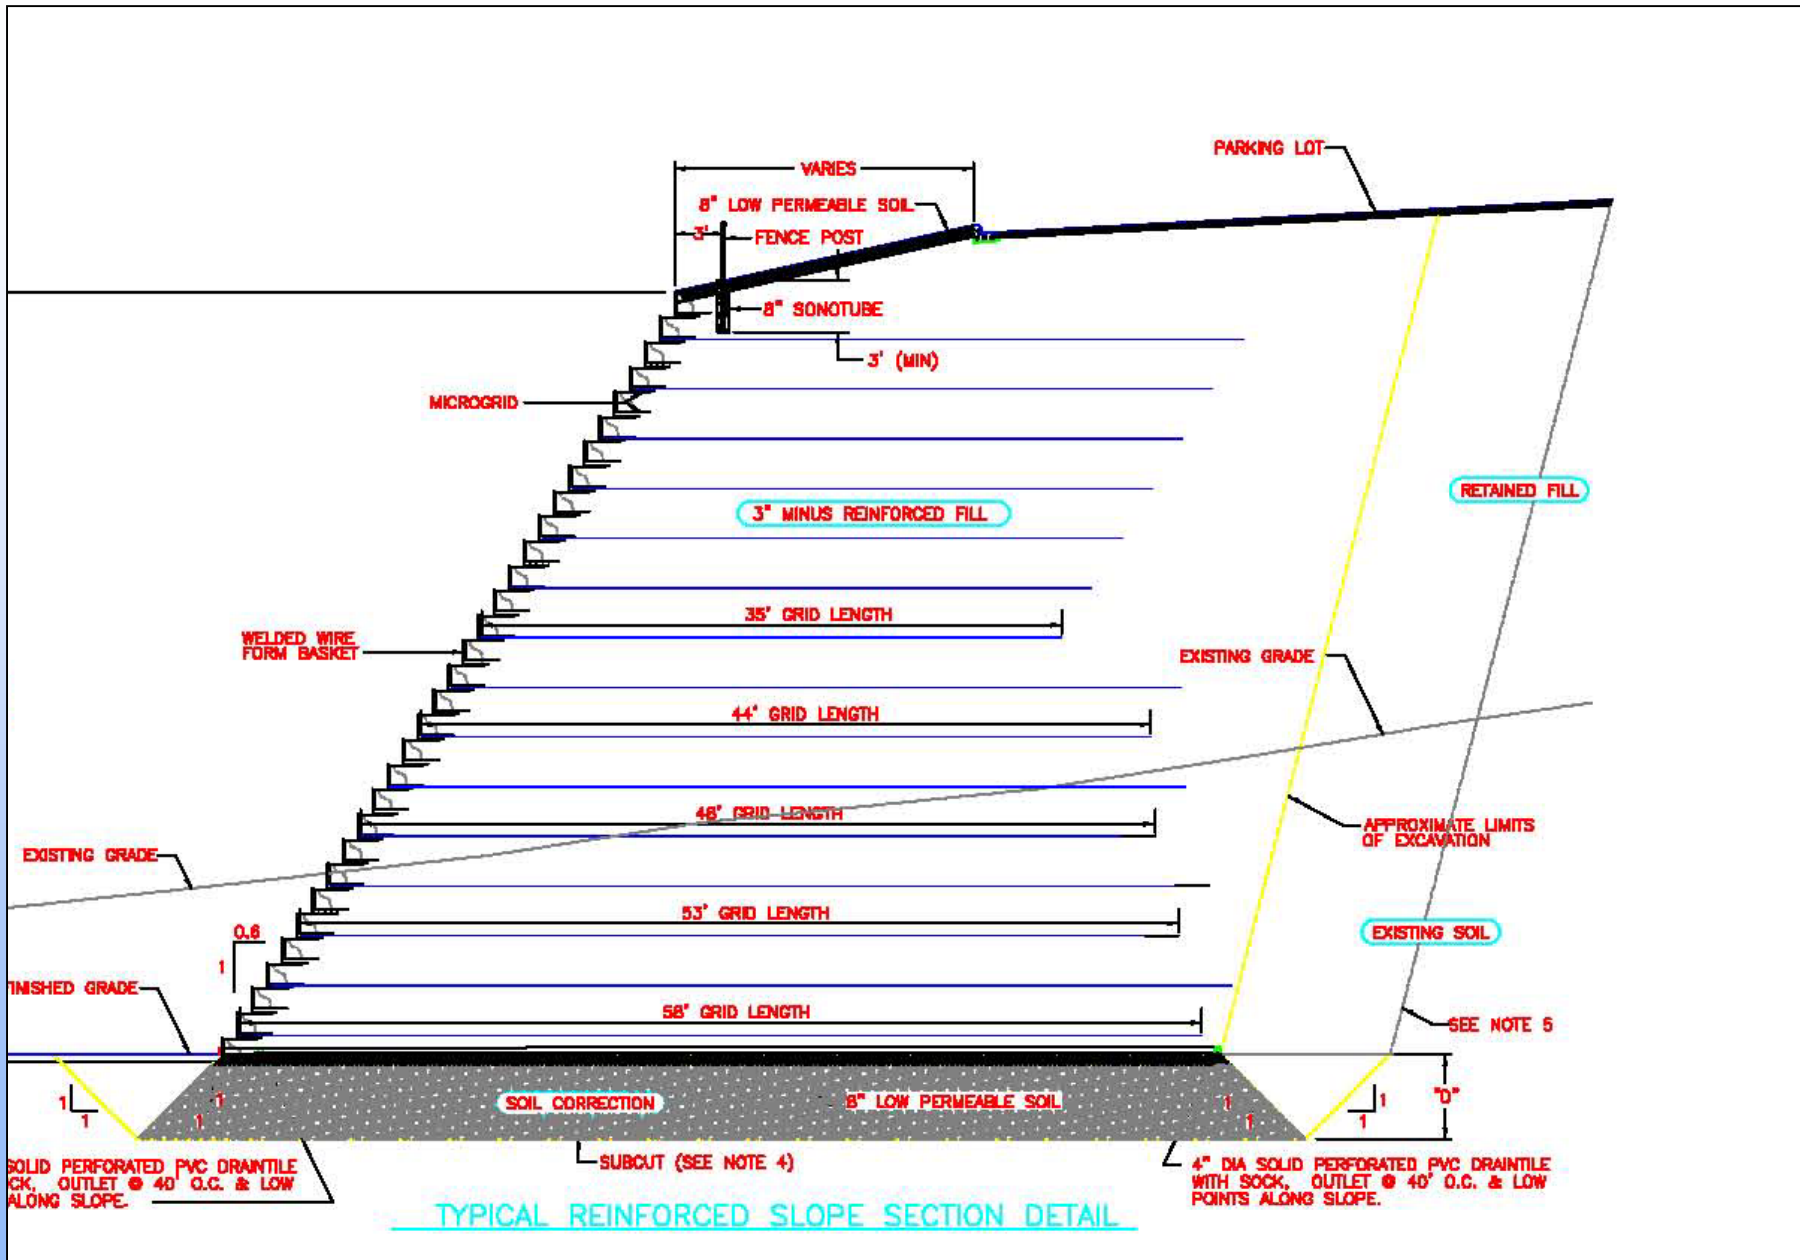 PARKING LOT
VARIES
8" LOW PERMEABLE SOIL
3'
FENCE POST
8" SONOTUBE
3' (MIN)
MICROGRID
RETAINED FILL
3" MINUS REINFORCED FILL
35' GRID LENGTH
WELDED WIRE
FORM BASKET
EXISTING GRADE
44' GRID LENGTH
48' GRID LENGTH
APPROXIMATE LIMITS
OF EXCAVATION
EXISTING GRADE
53' GRID LENGTH
0.6
1
EXISTING SOIL
FINISHED GRADE
58' GRID LENGTH
SEE NOTE 5
1
1
1
1
SOIL CORRECTION
8" LOW PERMEABLE SOIL
1
1
1
1
"D"
SOLID PERFORATED PVC DRAINTILE
CK, OUTLET @ 40' O.C. & LOW
ALONG SLOPE.
SUBCUT (SEE NOTE 4)
4" DIA SOLID PERFORATED PVC DRAINTILE
WITH SOCK, OUTLET @ 40' O.C. & LOW
POINTS ALONG SLOPE.
TYPICAL REINFORCED SLOPE SECTION DETAIL